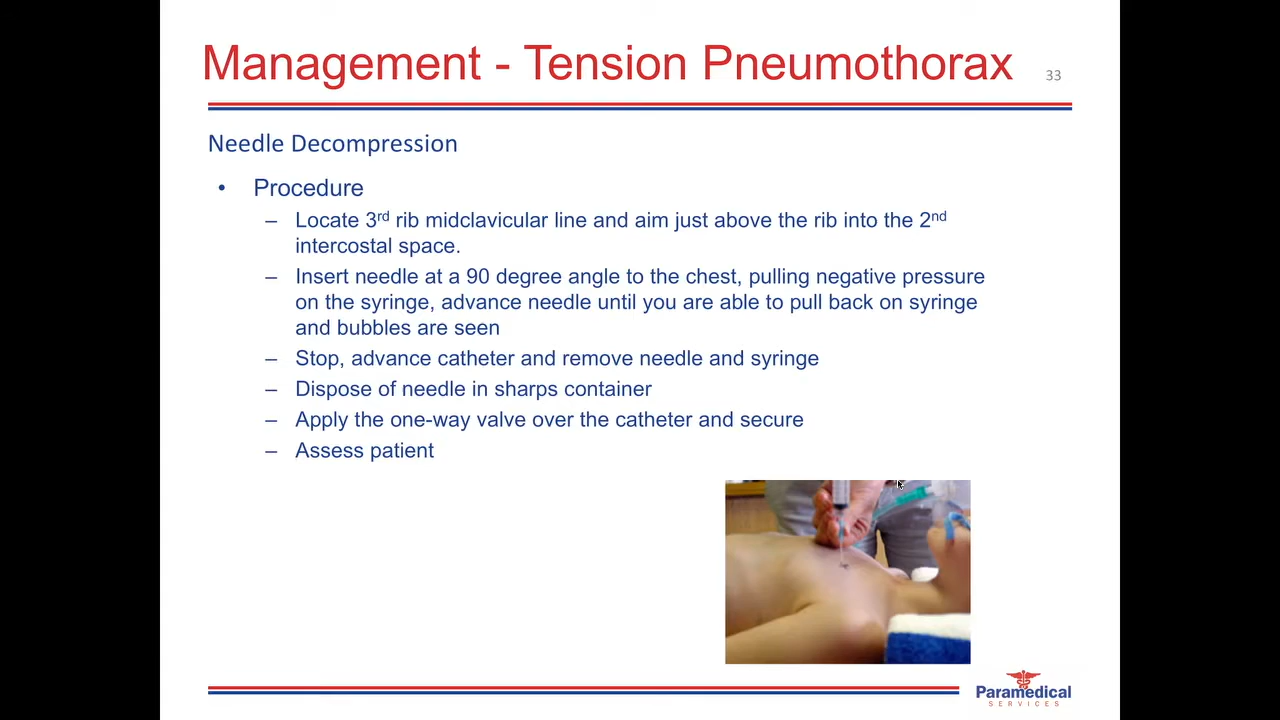 Management - Tension Pneumothorax
33
Needle Decompression
• Procedure
– Locate 3rd rib midclavicular line and aim just above the rib into the 2nd
intercostal space.
– Insert needle at a 90 degree angle to the chest, pulling negative pressure
on the syringe, advance needle until you are able to pull back on syringe
and bubbles are seen
– Stop, advance catheter and remove needle and syringe
– Dispose of needle in sharps container
– Apply the one-way valve over the catheter and secure
– Assess patient
Paramedical
SERVICES